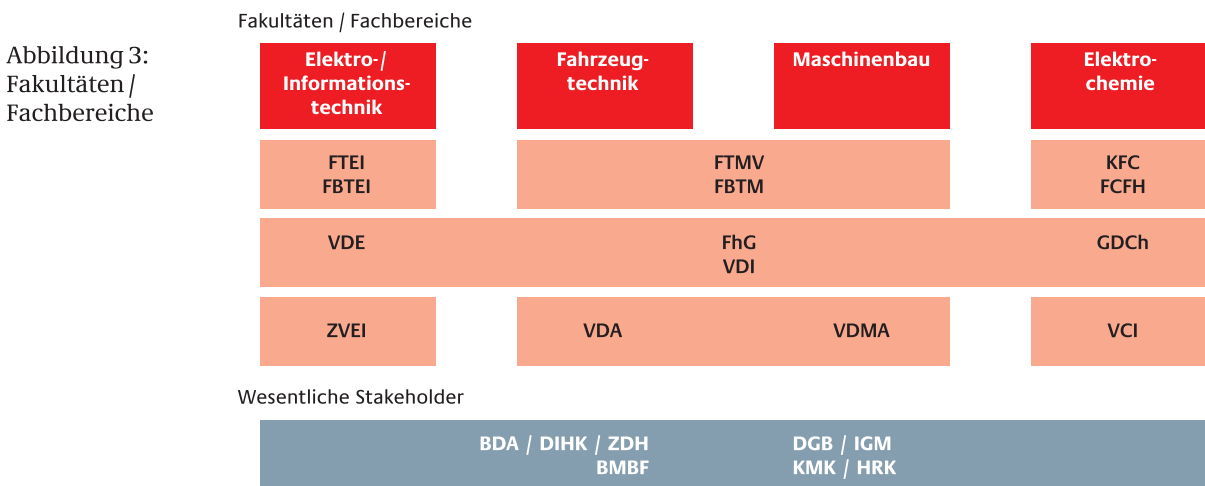 Fakultäten / Fachbereiche
Abbildung 3:
Fakultäten /
Fachbereiche
Elektro-/
Informations-
technik
Fahrzeug-
technik
Maschinenbau
Elektro-
chemie
FTEI
FBTEI
FTMV
FBTM
KFC
FCFH
VDE
FhG
VDI
GDCh
ZVEI
VDA
VDMA
VCI
Wesentliche Stakeholder
BDA / DIHK / ZDH
BMBF
DGB / IGM
KMK / HRK